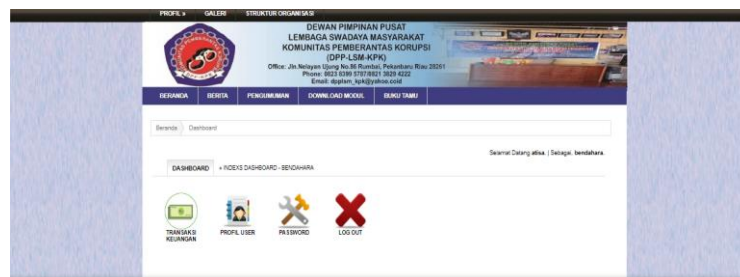 PROFIL » GALERI STRUKTUR ORGANISASI
DEWAN PIMPINAN PUSAT
LEMBAGA SWADAYA MASYARAKAT
KOMUNITAS PEMBERANTAS KORUPSI
(DPP-LSM-KPK)
Office: Jln.Nelayan Ujung No.86 Rumbai, Pekanbaru Riau 28261
Email: dpplsm_kpk@yahoo.co.id
BERANDA BERITA PENGUMUMAN DOWNLOAD MODUL BUKU TAMU
Beranda Dashboard
Selamat Datang atisa, | Sebagai, bendahara.
DASHBOARD » INDEXS DASHBOARD - BENDAHARA
TRANSAKSI KEUANGAN
PROFIL USER
PASSWORD
LOG OUT